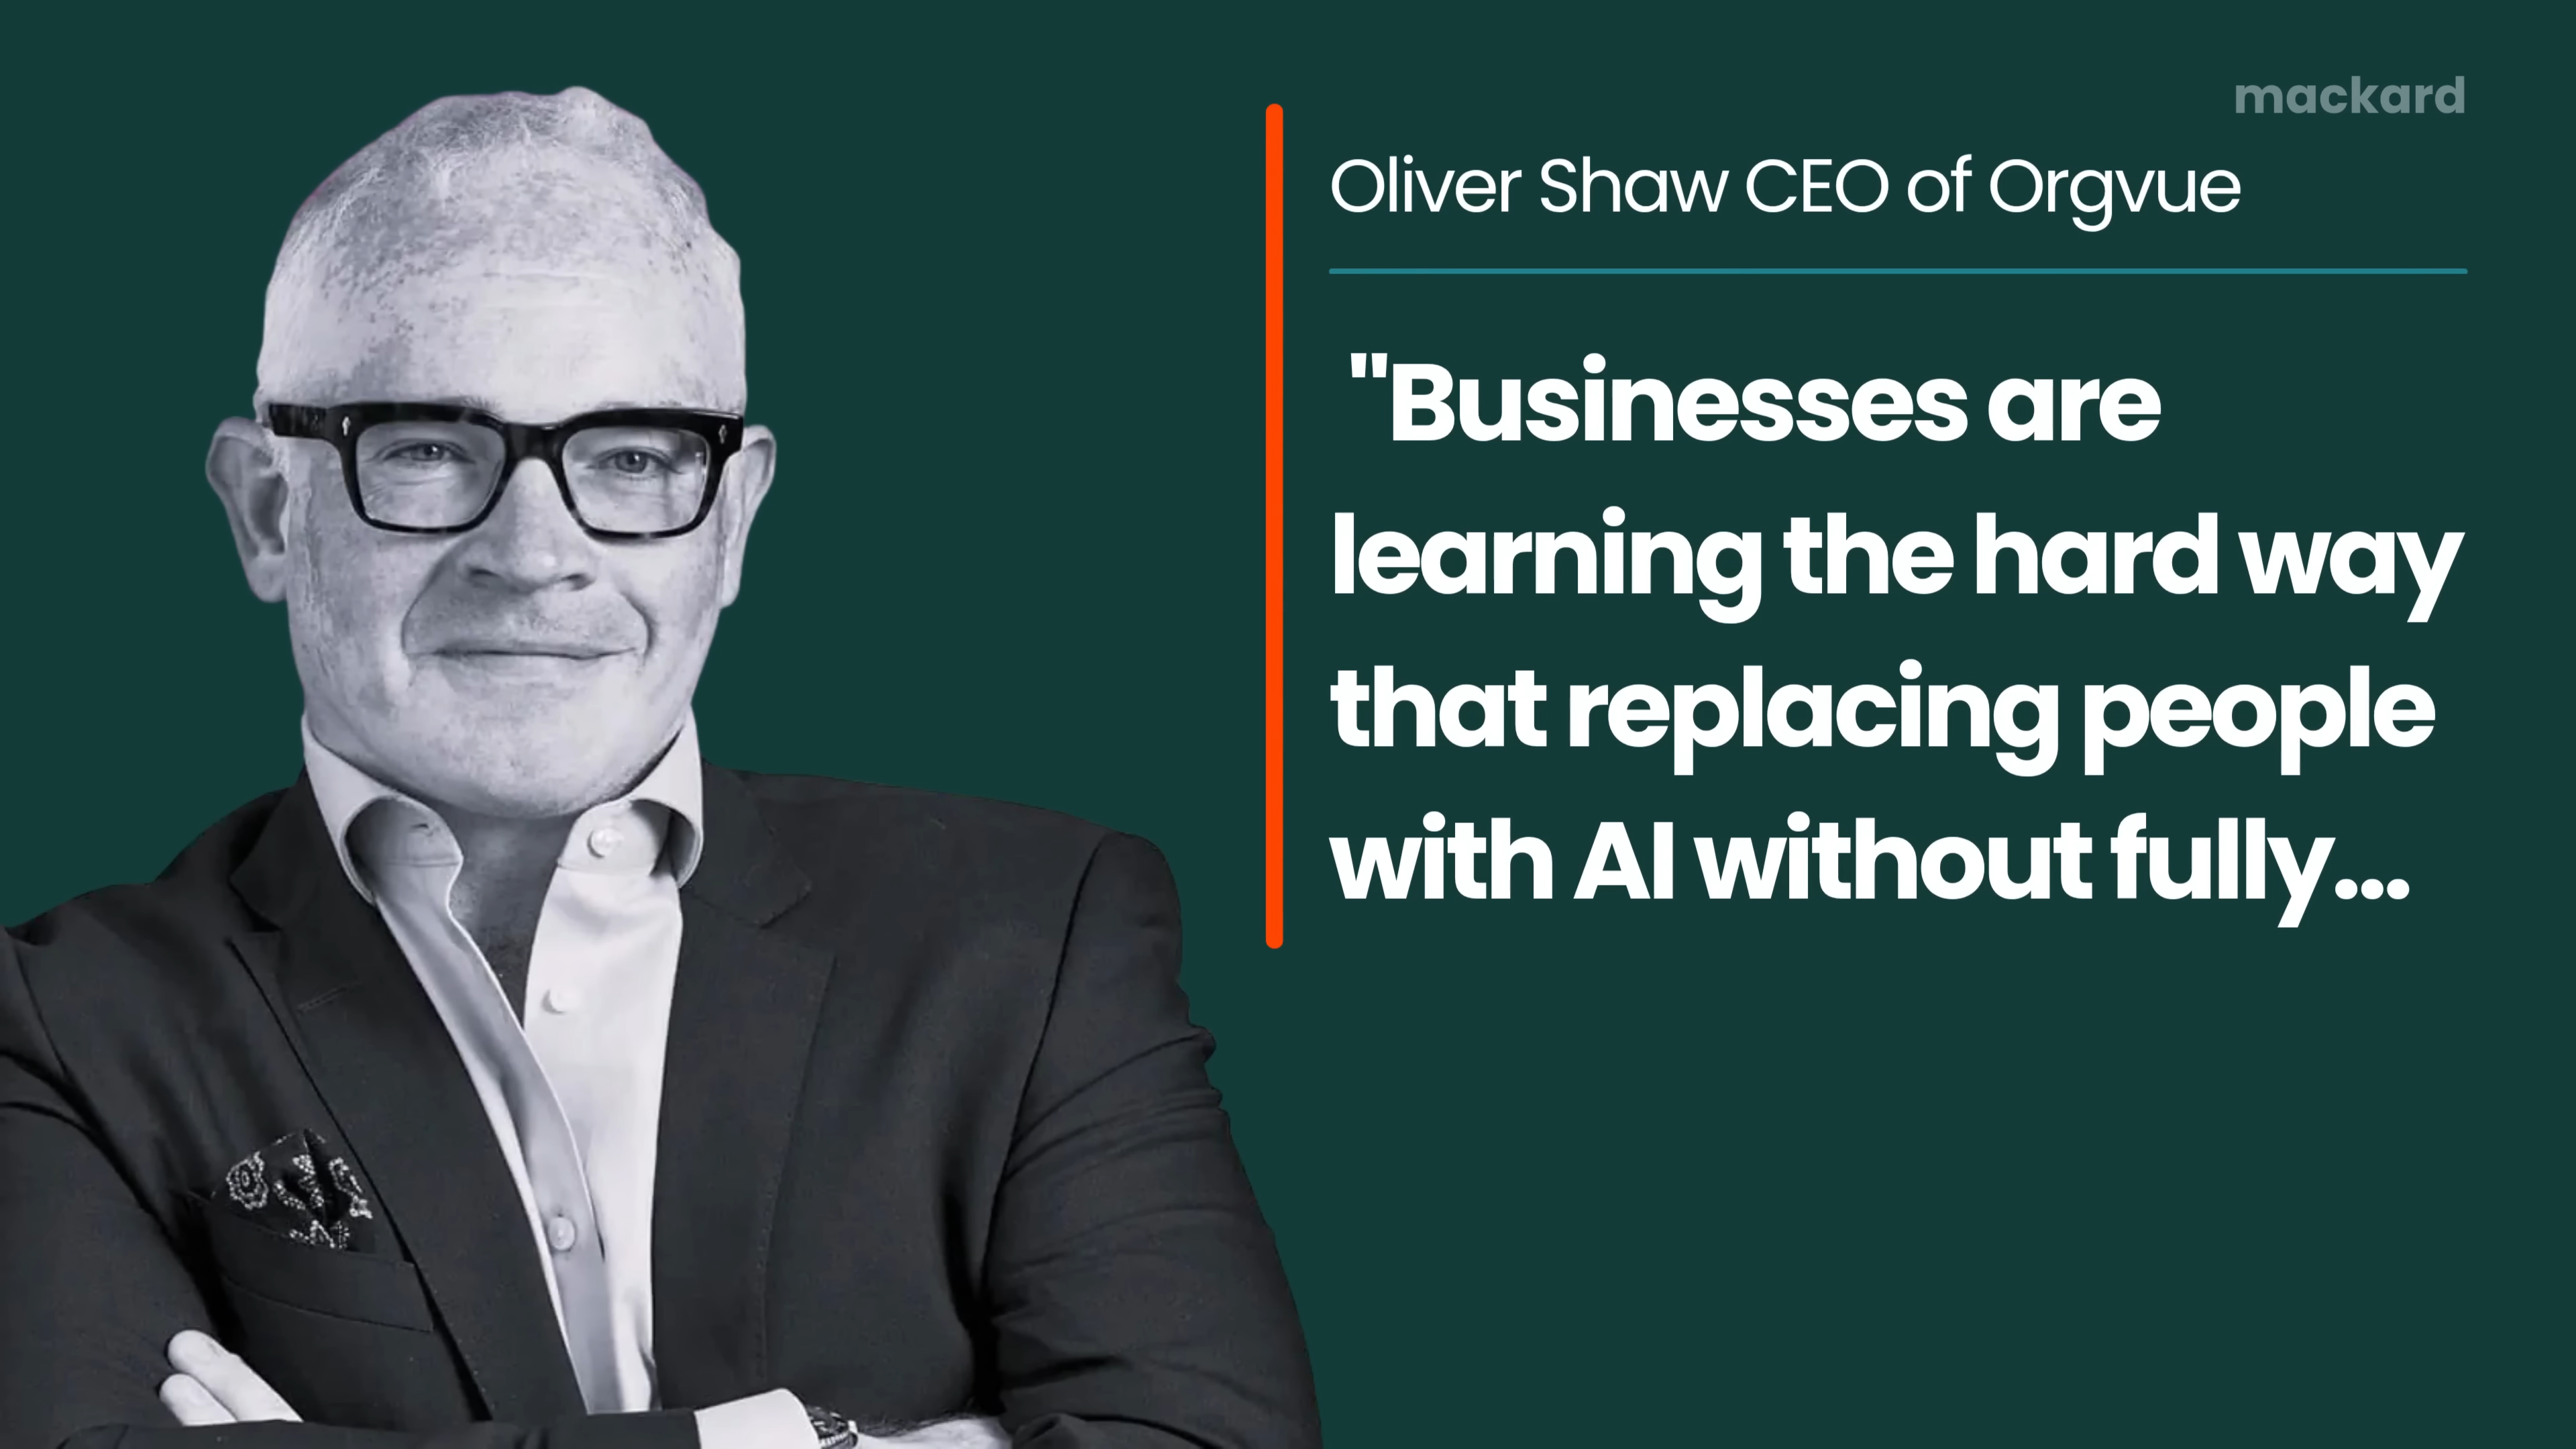 mackard
Oliver Shaw CEO of Orgvue
"Businesses are
learning the hard way
that replacing people
with AI without fully...